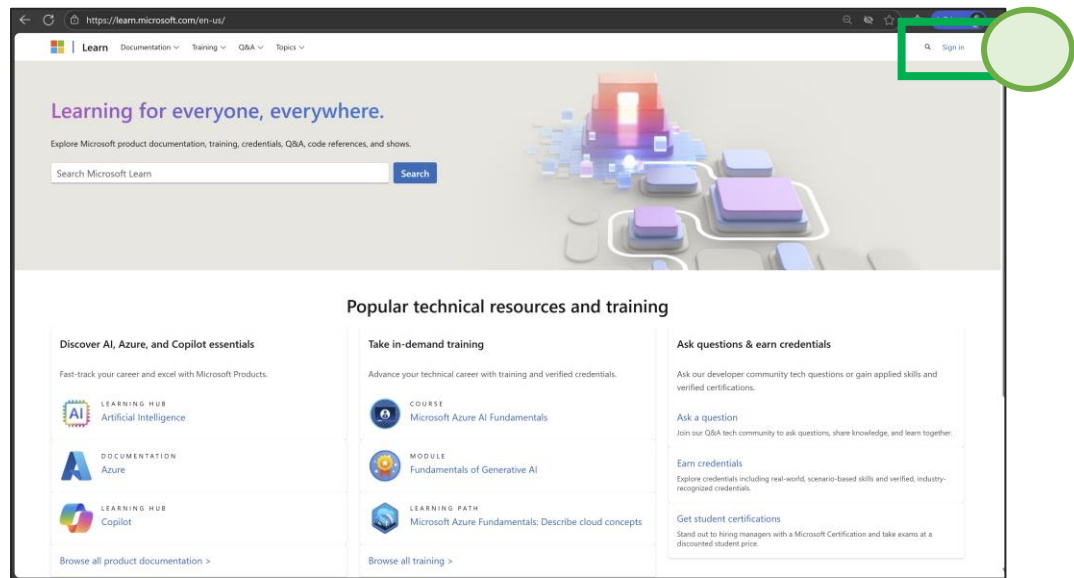 https://learn.microsoft.com/en-us/
Learn Documentation Training Q&A Topics
Sign in
Learning for everyone, everywhere.
Explore Microsoft product documentation, training, credentials, Q&A, code references, and shows.
Search Microsoft Learn
Search
Popular technical resources and training
Discover AI, Azure, and Copilot essentials
Fast-track your career and excel with Microsoft Products.
AI
LEARNING HUB
Artificial Intelligence
DOCUMENTATION
Azure
LEARNING HUB
Copilot
Browse all product documentation >
Take in-demand training
Advance your technical career with training and verified credentials.
COURSE
Microsoft Azure AI Fundamentals
MODULE
Fundamentals of Generative AI
LEARNING PATH
Microsoft Azure Fundamentals: Describe cloud concepts
Browse all training >
Ask questions & earn credentials
Ask our developer community tech questions or gain applied skills and
verified certifications.
Ask a question
Join our Q&A tech community to ask questions, share knowledge, and learn together.
Earn credentials
Explore credentials including real-world, scenario-based skills and verified, industry-
recognized credentials.
Get student certifications
Stand out to hiring managers with a Microsoft Certification and take exams at a
discounted student price.